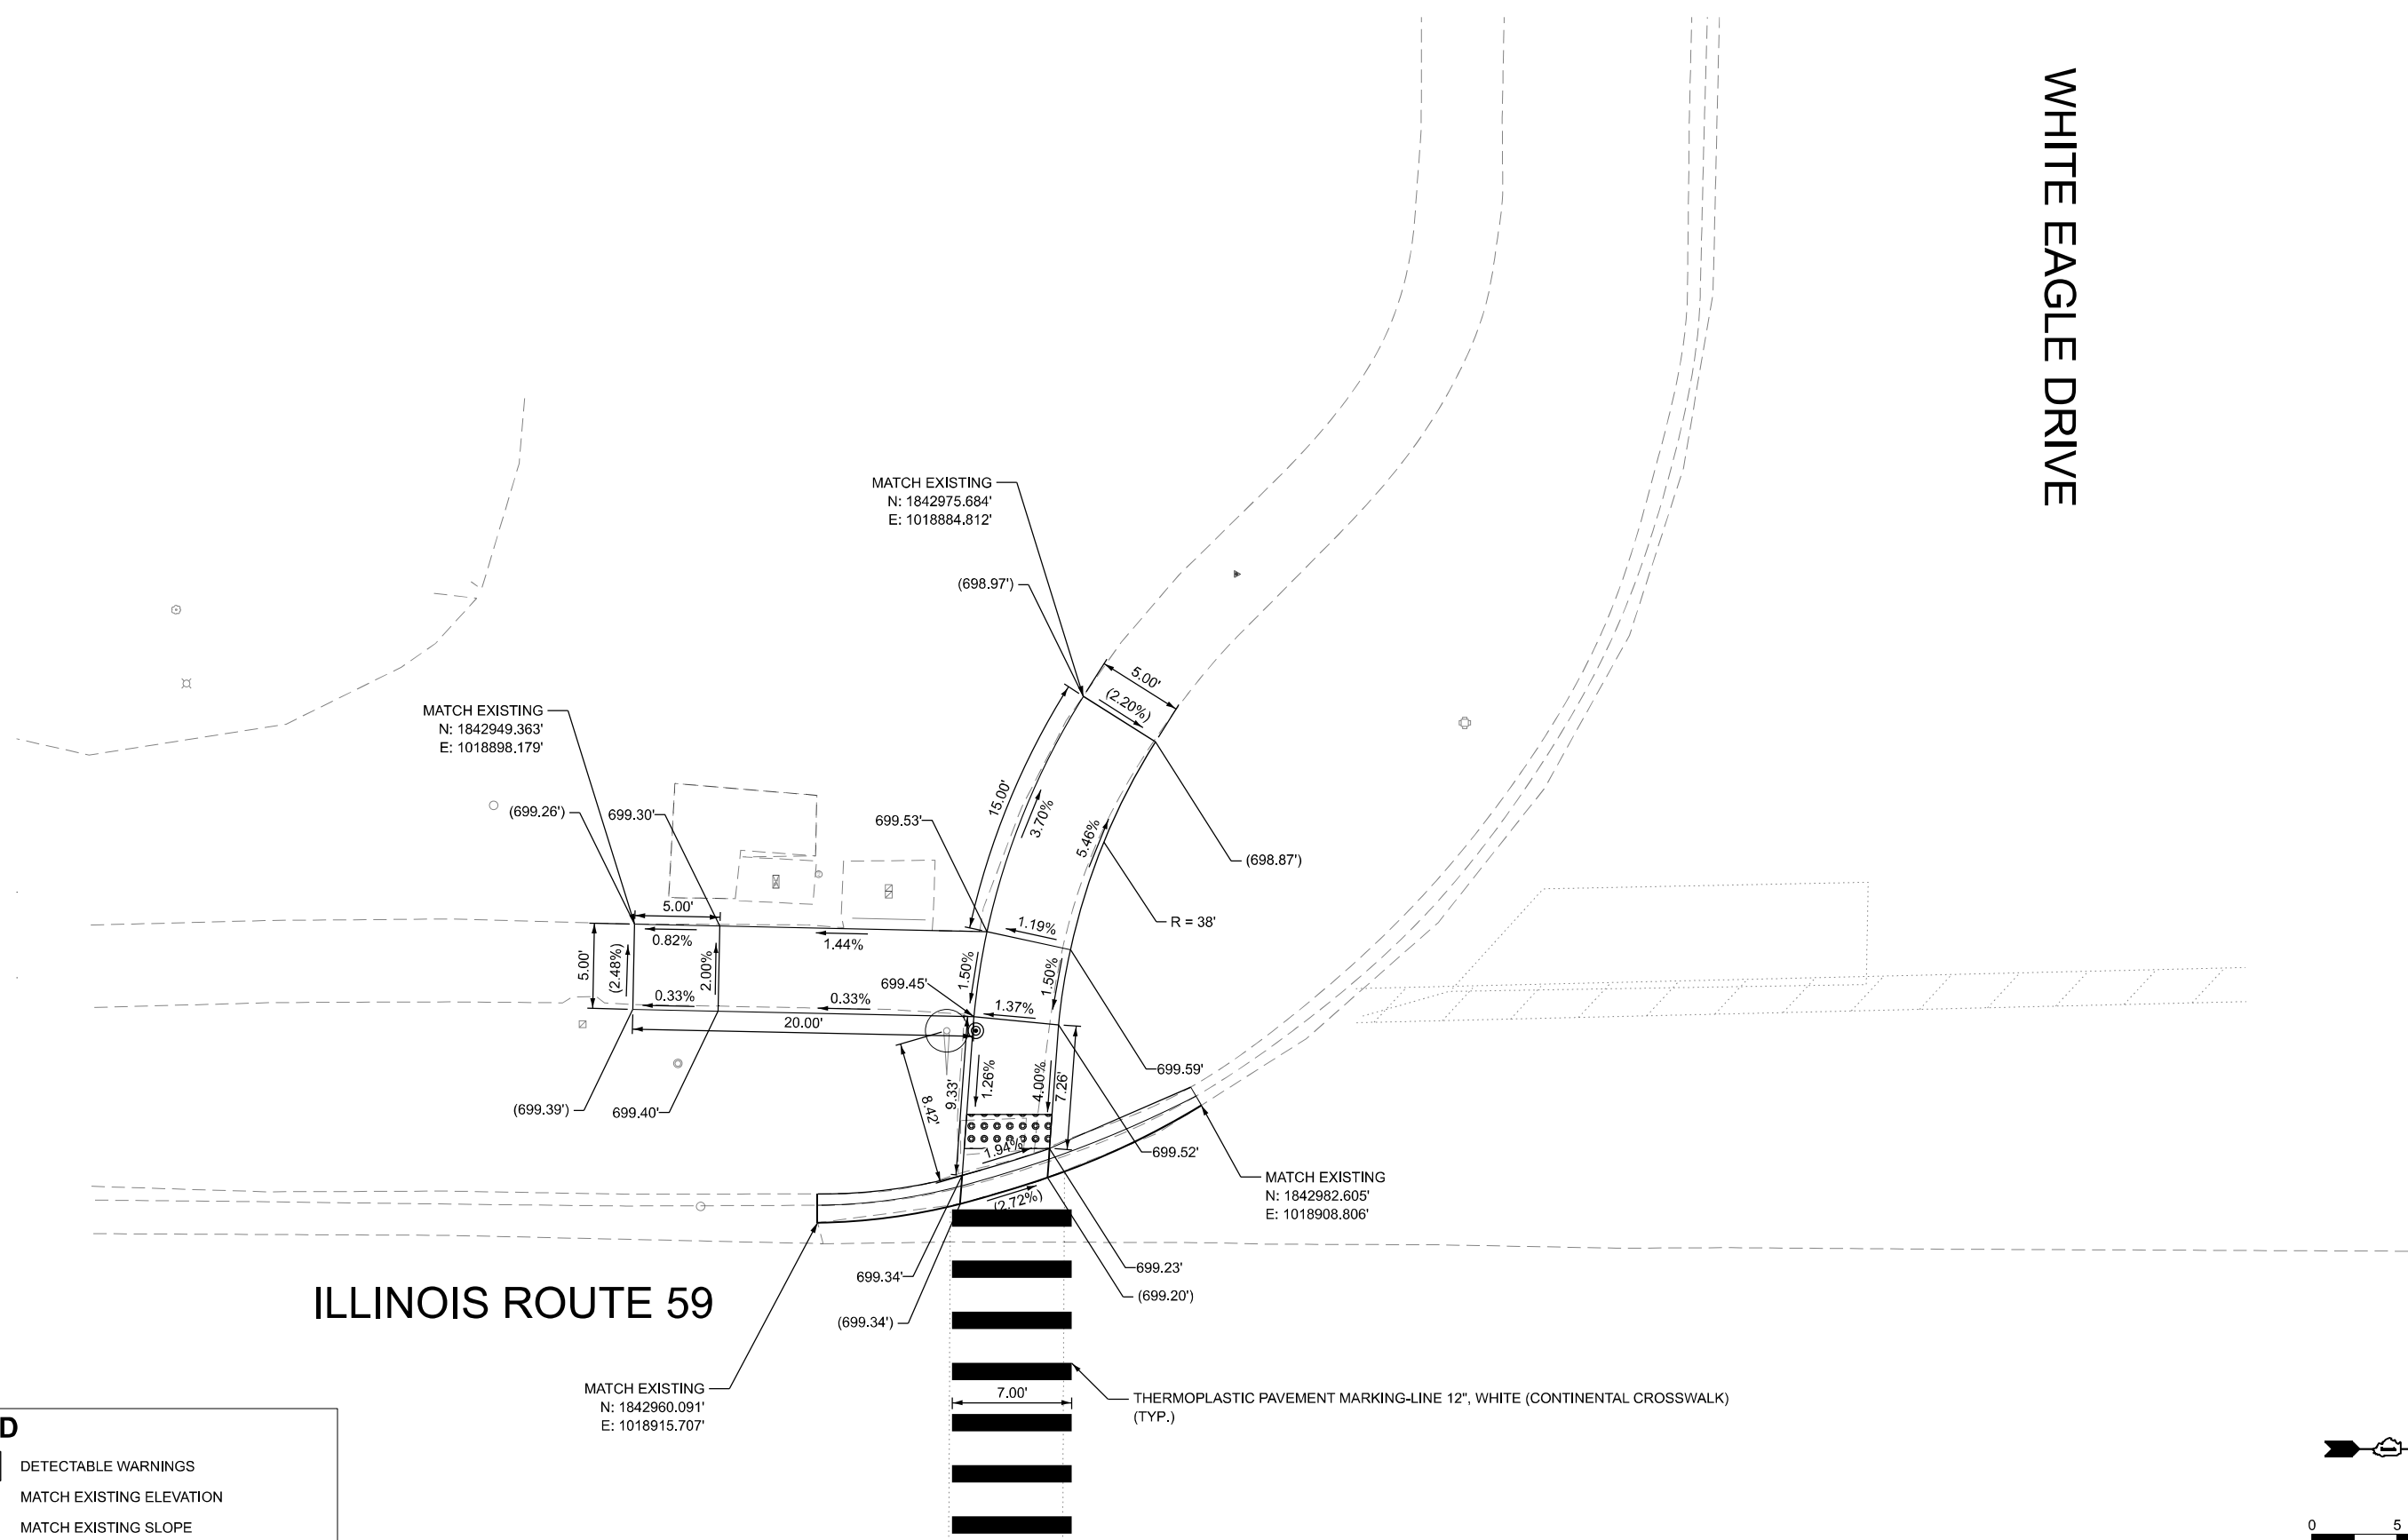 WHITE EAGLE DRIVE
MATCH EXISTING
N: 1842975.684'
E: 1018884.812'
(698.97')
5.00'
(2.20%)
MATCH EXISTING
N: 1842949.363'
E: 1018898.179'
(699.26')
699.30'
699.53'
15.00'
3.70%
5.46%
(698.87')
R = 38'
5.00'
0.82%
1.44%
1.19%
5.00'
(2.48%)
2.00%
1.50%
1.50%
699.45'
0.33%
0.33%
1.37%
20.00'
(699.39')
699.40'
8.42'
9.33'
1.26%
4.00%
7.26'
699.59'
699.52'
1.94%
(2.72%)
MATCH EXISTING
N: 1842982.605'
E: 1018908.806'
699.34'
(699.34')
699.23'
(699.20')
ILLINOIS ROUTE 59
MATCH EXISTING
N: 1842960.091'
E: 1018915.707'
7.00'
THERMOPLASTIC PAVEMENT MARKING-LINE 12", WHITE (CONTINENTAL CROSSWALK)
(TYP.)
D
DETECTABLE WARNINGS
MATCH EXISTING ELEVATION
MATCH EXISTING SLOPE
0 5